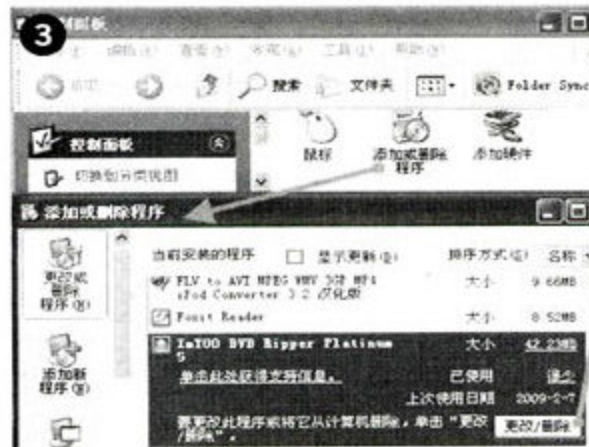 3
控制面板
搜索 文件夹 Folder Sync
控制面板
切换到分类视图
鼠标
添加或删除程序
添加硬件
添加或删除程序
更改或删除程序(H)
添加新程序(N)
当前安装的程序 显示更新(D) 排序方式(S) 名称
FLV to AVI MPEG WMV 3GP MP4 大小 9.66MB
iPod Converter 3.2 汉化版
Foxit Reader 大小 8.52MB
ImTOO DVD Ripper Platinum 大小 42.23MB
5
单击此处获得支持信息。 已使用 很少
上次使用日期 2009-2-7
要更改此程序或将它从计算机删除，单击“更改
/删除”。 更改/删除